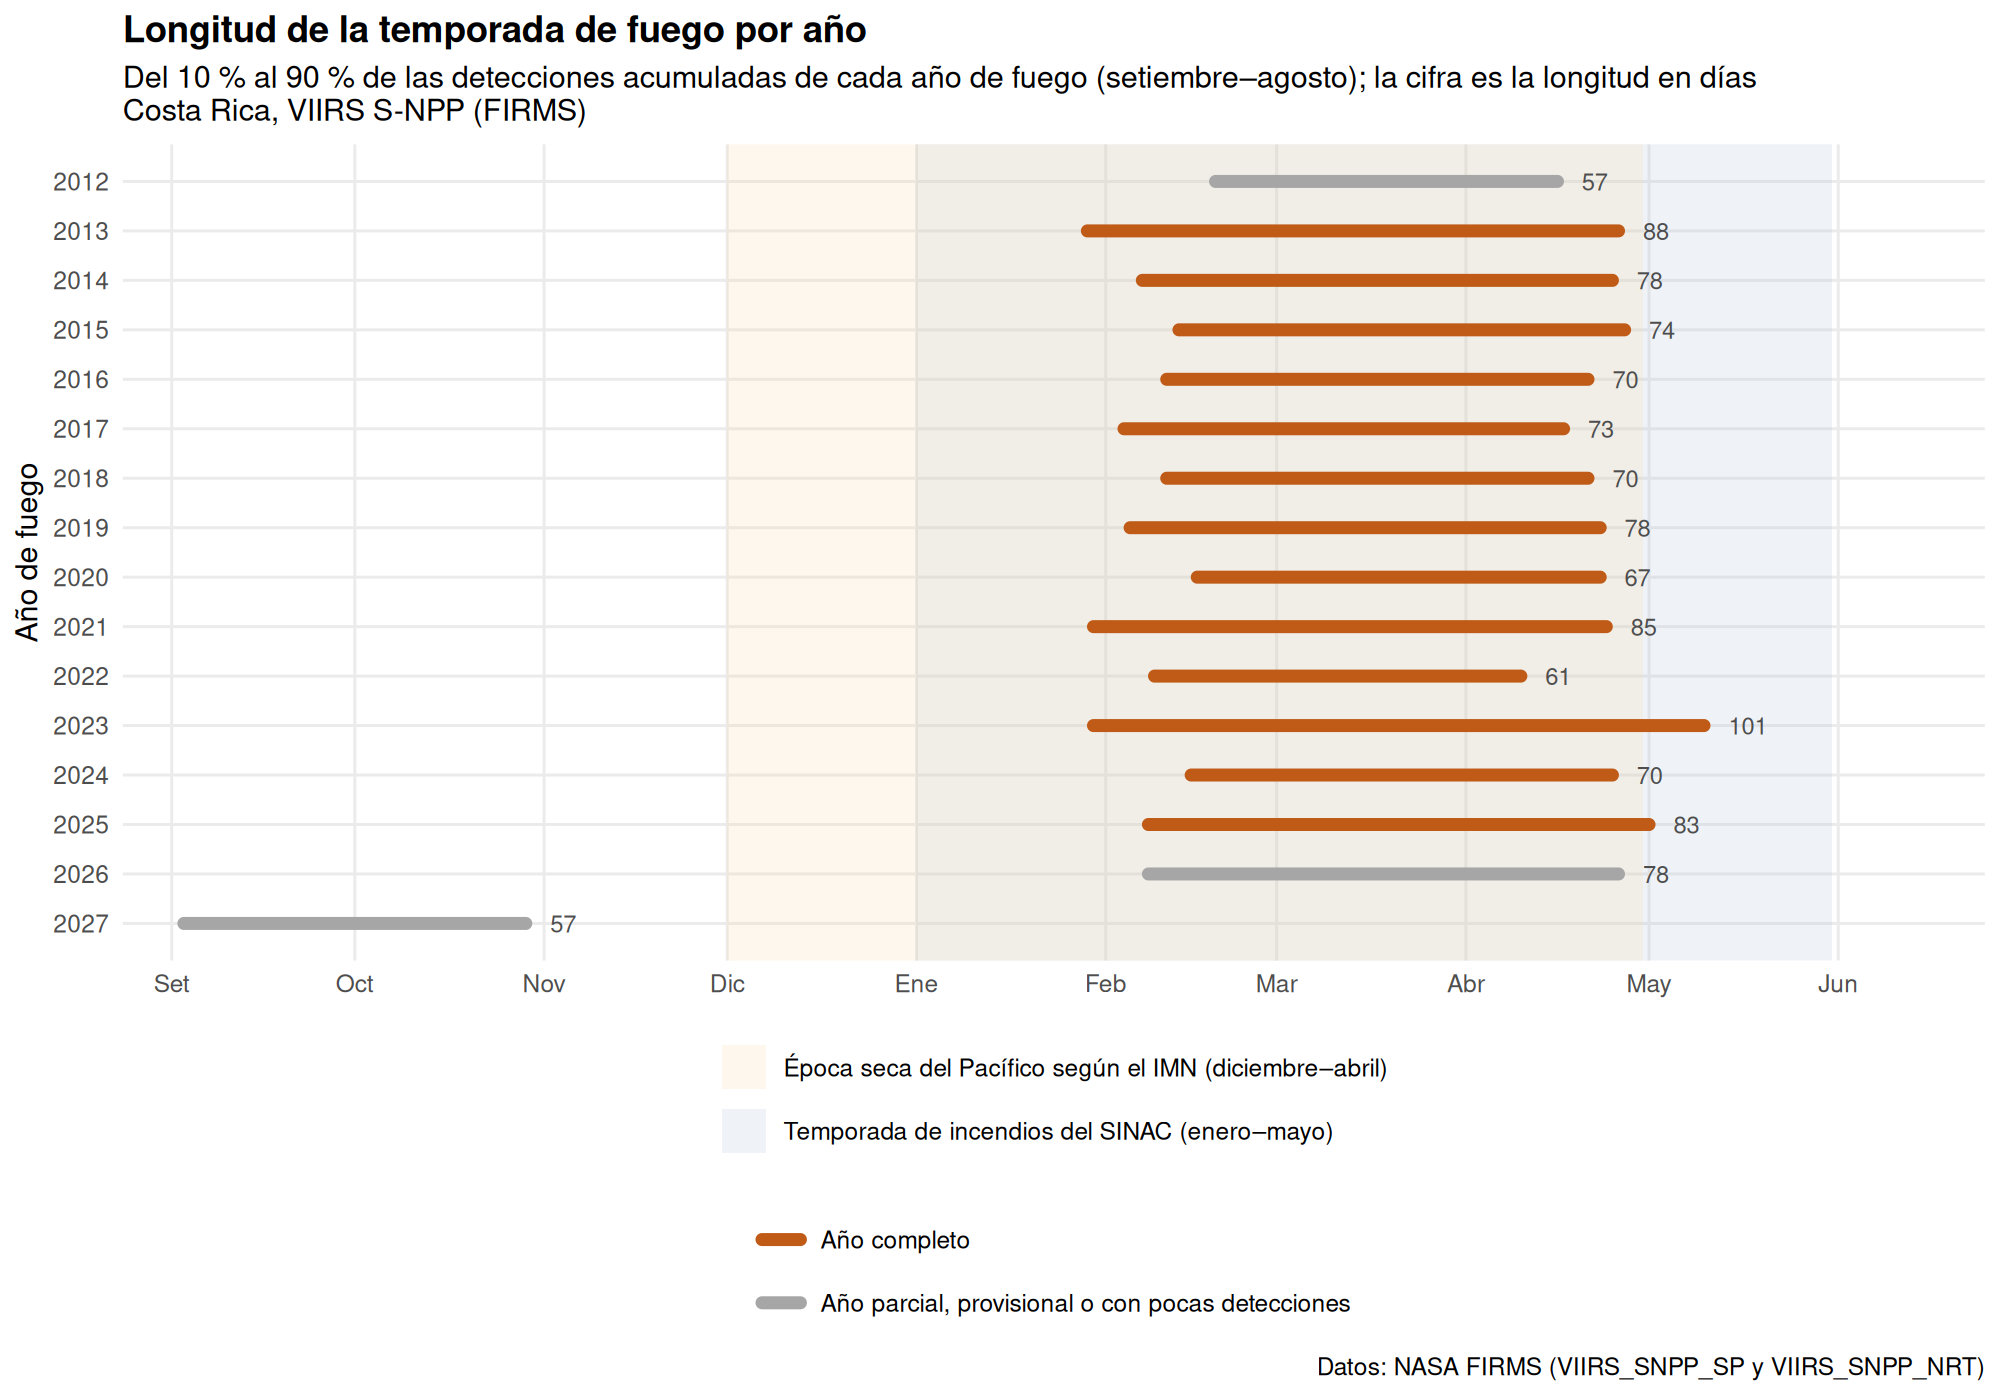 Longitud de la temporada de fuego por año
Del 10 % al 90 % de las detecciones acumuladas de cada año de fuego (setiembre–agosto); la cifra es la longitud en días
Costa Rica, VIIRS S-NPP (FIRMS)
Año de fuego
2012 57
2013 88
2014 78
2015 74
2016 70
2017 73
2018 70
2019 78
2020 67
2021 85
2022 61
2023 101
2024 70
2025 83
2026 78
2027 57
Set Oct Nov Dic Ene Feb Mar Abr May Jun
Época seca del Pacífico según el IMN (diciembre–abril)
Temporada de incendios del SINAC (enero–mayo)
Año completo
Año parcial, provisional o con pocas detecciones
Datos: NASA FIRMS (VIIRS_SNPP_SP y VIIRS_SNPP_NRT)